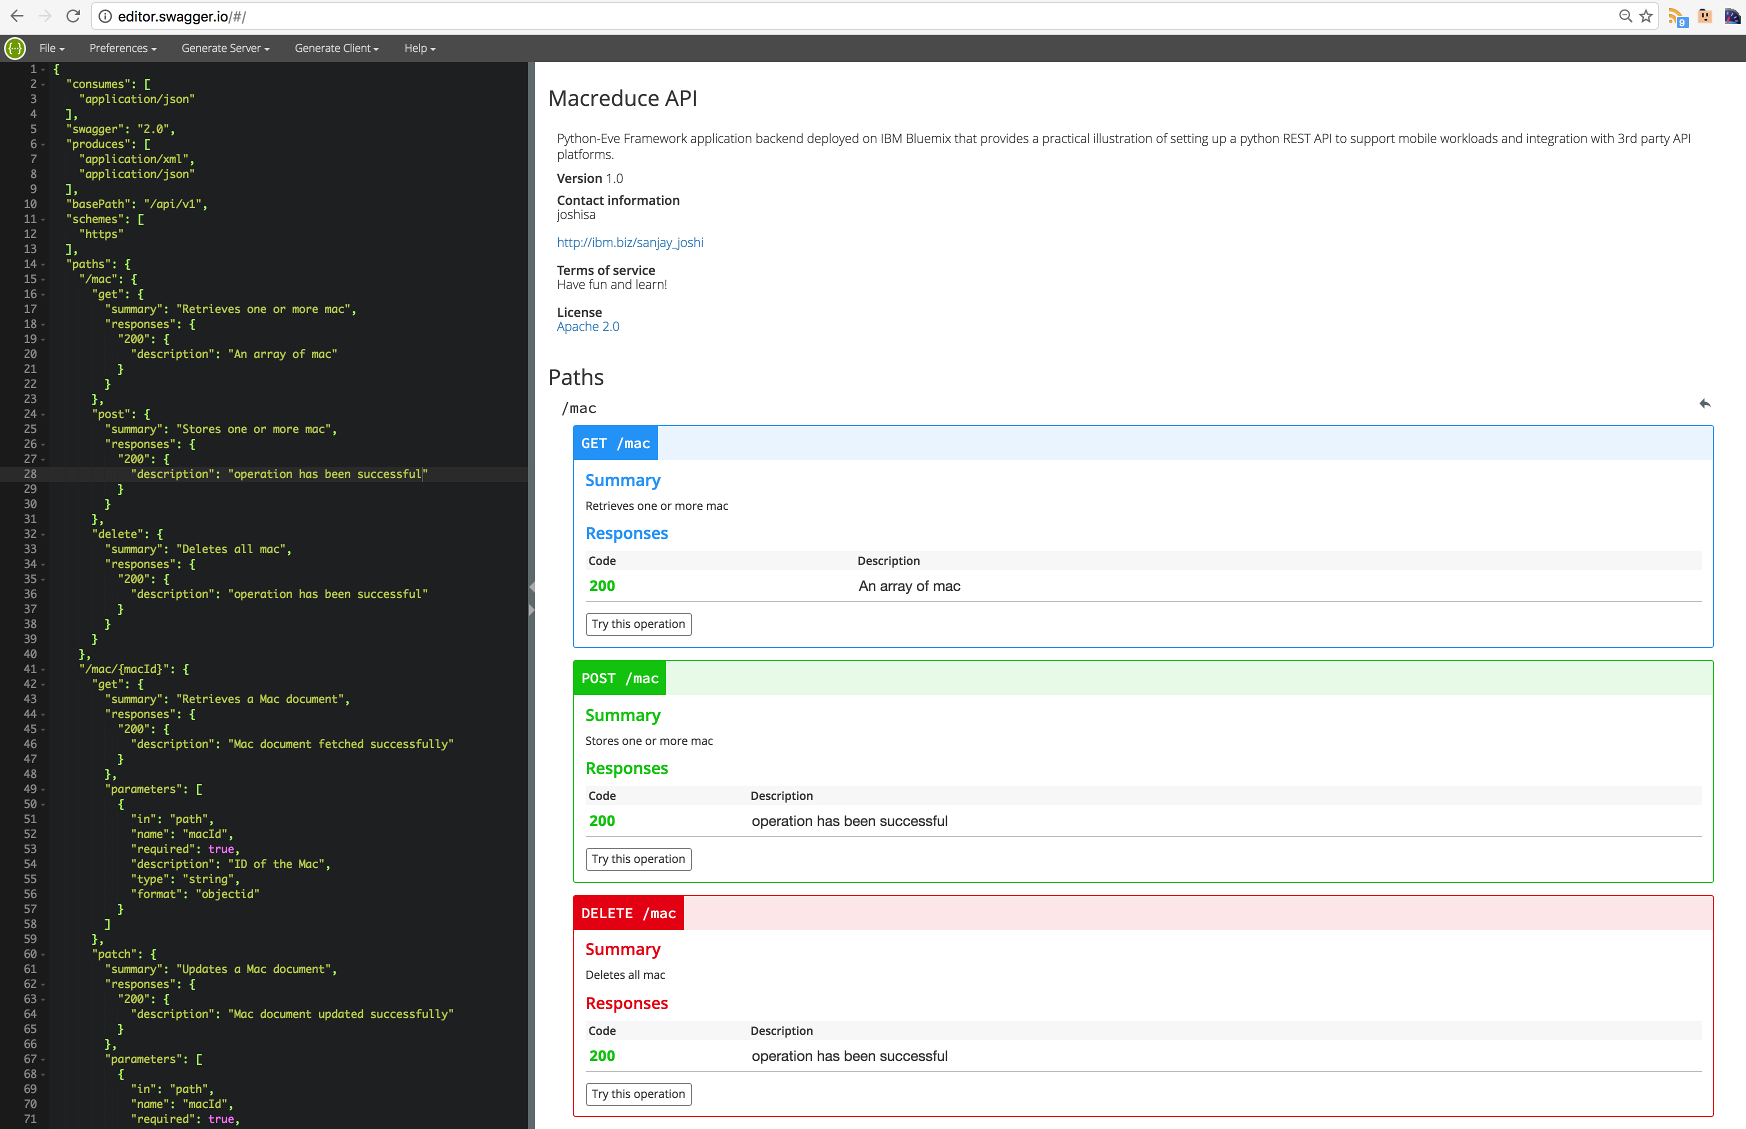 editor.swagger.io/#/
9
{··}
File
Preferences
Generate Server
Generate Client
Help
1 {
2 "consumes": [
3 "application/json"
4 ],
5 "swagger": "2.0",
6 "produces": [
7 "application/xml",
8 "application/json"
9 ],
10 "basePath": "/api/v1",
11 "schemes": [
12 "https"
13 ],
14 "paths": {
15 "/mac": {
16 "get": {
17 "summary": "Retrieves one or more mac",
18 "responses": {
19 "200": {
20 "description": "An array of mac"
21 }
22 }
23 },
24 "post": {
25 "summary": "Stores one or more mac",
26 "responses": {
27 "200": {
28 "description": "operation has been successful"
29 }
30 }
31 },
32 "delete": {
33 "summary": "Deletes all mac",
34 "responses": {
35 "200": {
36 "description": "operation has been successful"
37 }
38 }
39 }
40 },
41 "/mac/{macId}": {
42 "get": {
43 "summary": "Retrieves a Mac document",
44 "responses": {
45 "200": {
46 "description": "Mac document fetched successfully"
47 }
48 },
49 "parameters": [
50 {
51 "in": "path",
52 "name": "macId",
53 "required": true,
54 "description": "ID of the Mac",
55 "type": "string",
56 "format": "objectid"
57 }
58 ]
59 },
60 "patch": {
61 "summary": "Updates a Mac document",
62 "responses": {
63 "200": {
64 "description": "Mac document updated successfully"
65 }
66 },
67 "parameters": [
68 {
69 "in": "path",
70 "name": "macId",
71 "required": true,
Macreduce API
Python-Eve Framework application backend deployed on IBM Bluemix that provides a practical illustration of setting up a python REST API to support mobile workloads and integration with 3rd party API
platforms.
Version 1.0
Contact information
joshisa
http://ibm.biz/sanjay_joshi
Terms of service
Have fun and learn!
License
Apache 2.0
Paths
/mac
GET /mac
Summary
Retrieves one or more mac
Responses
Code Description
200 An array of mac
Try this operation
POST /mac
Summary
Stores one or more mac
Responses
Code Description
200 operation has been successful
Try this operation
DELETE /mac
Summary
Deletes all mac
Responses
Code Description
200 operation has been successful
Try this operation